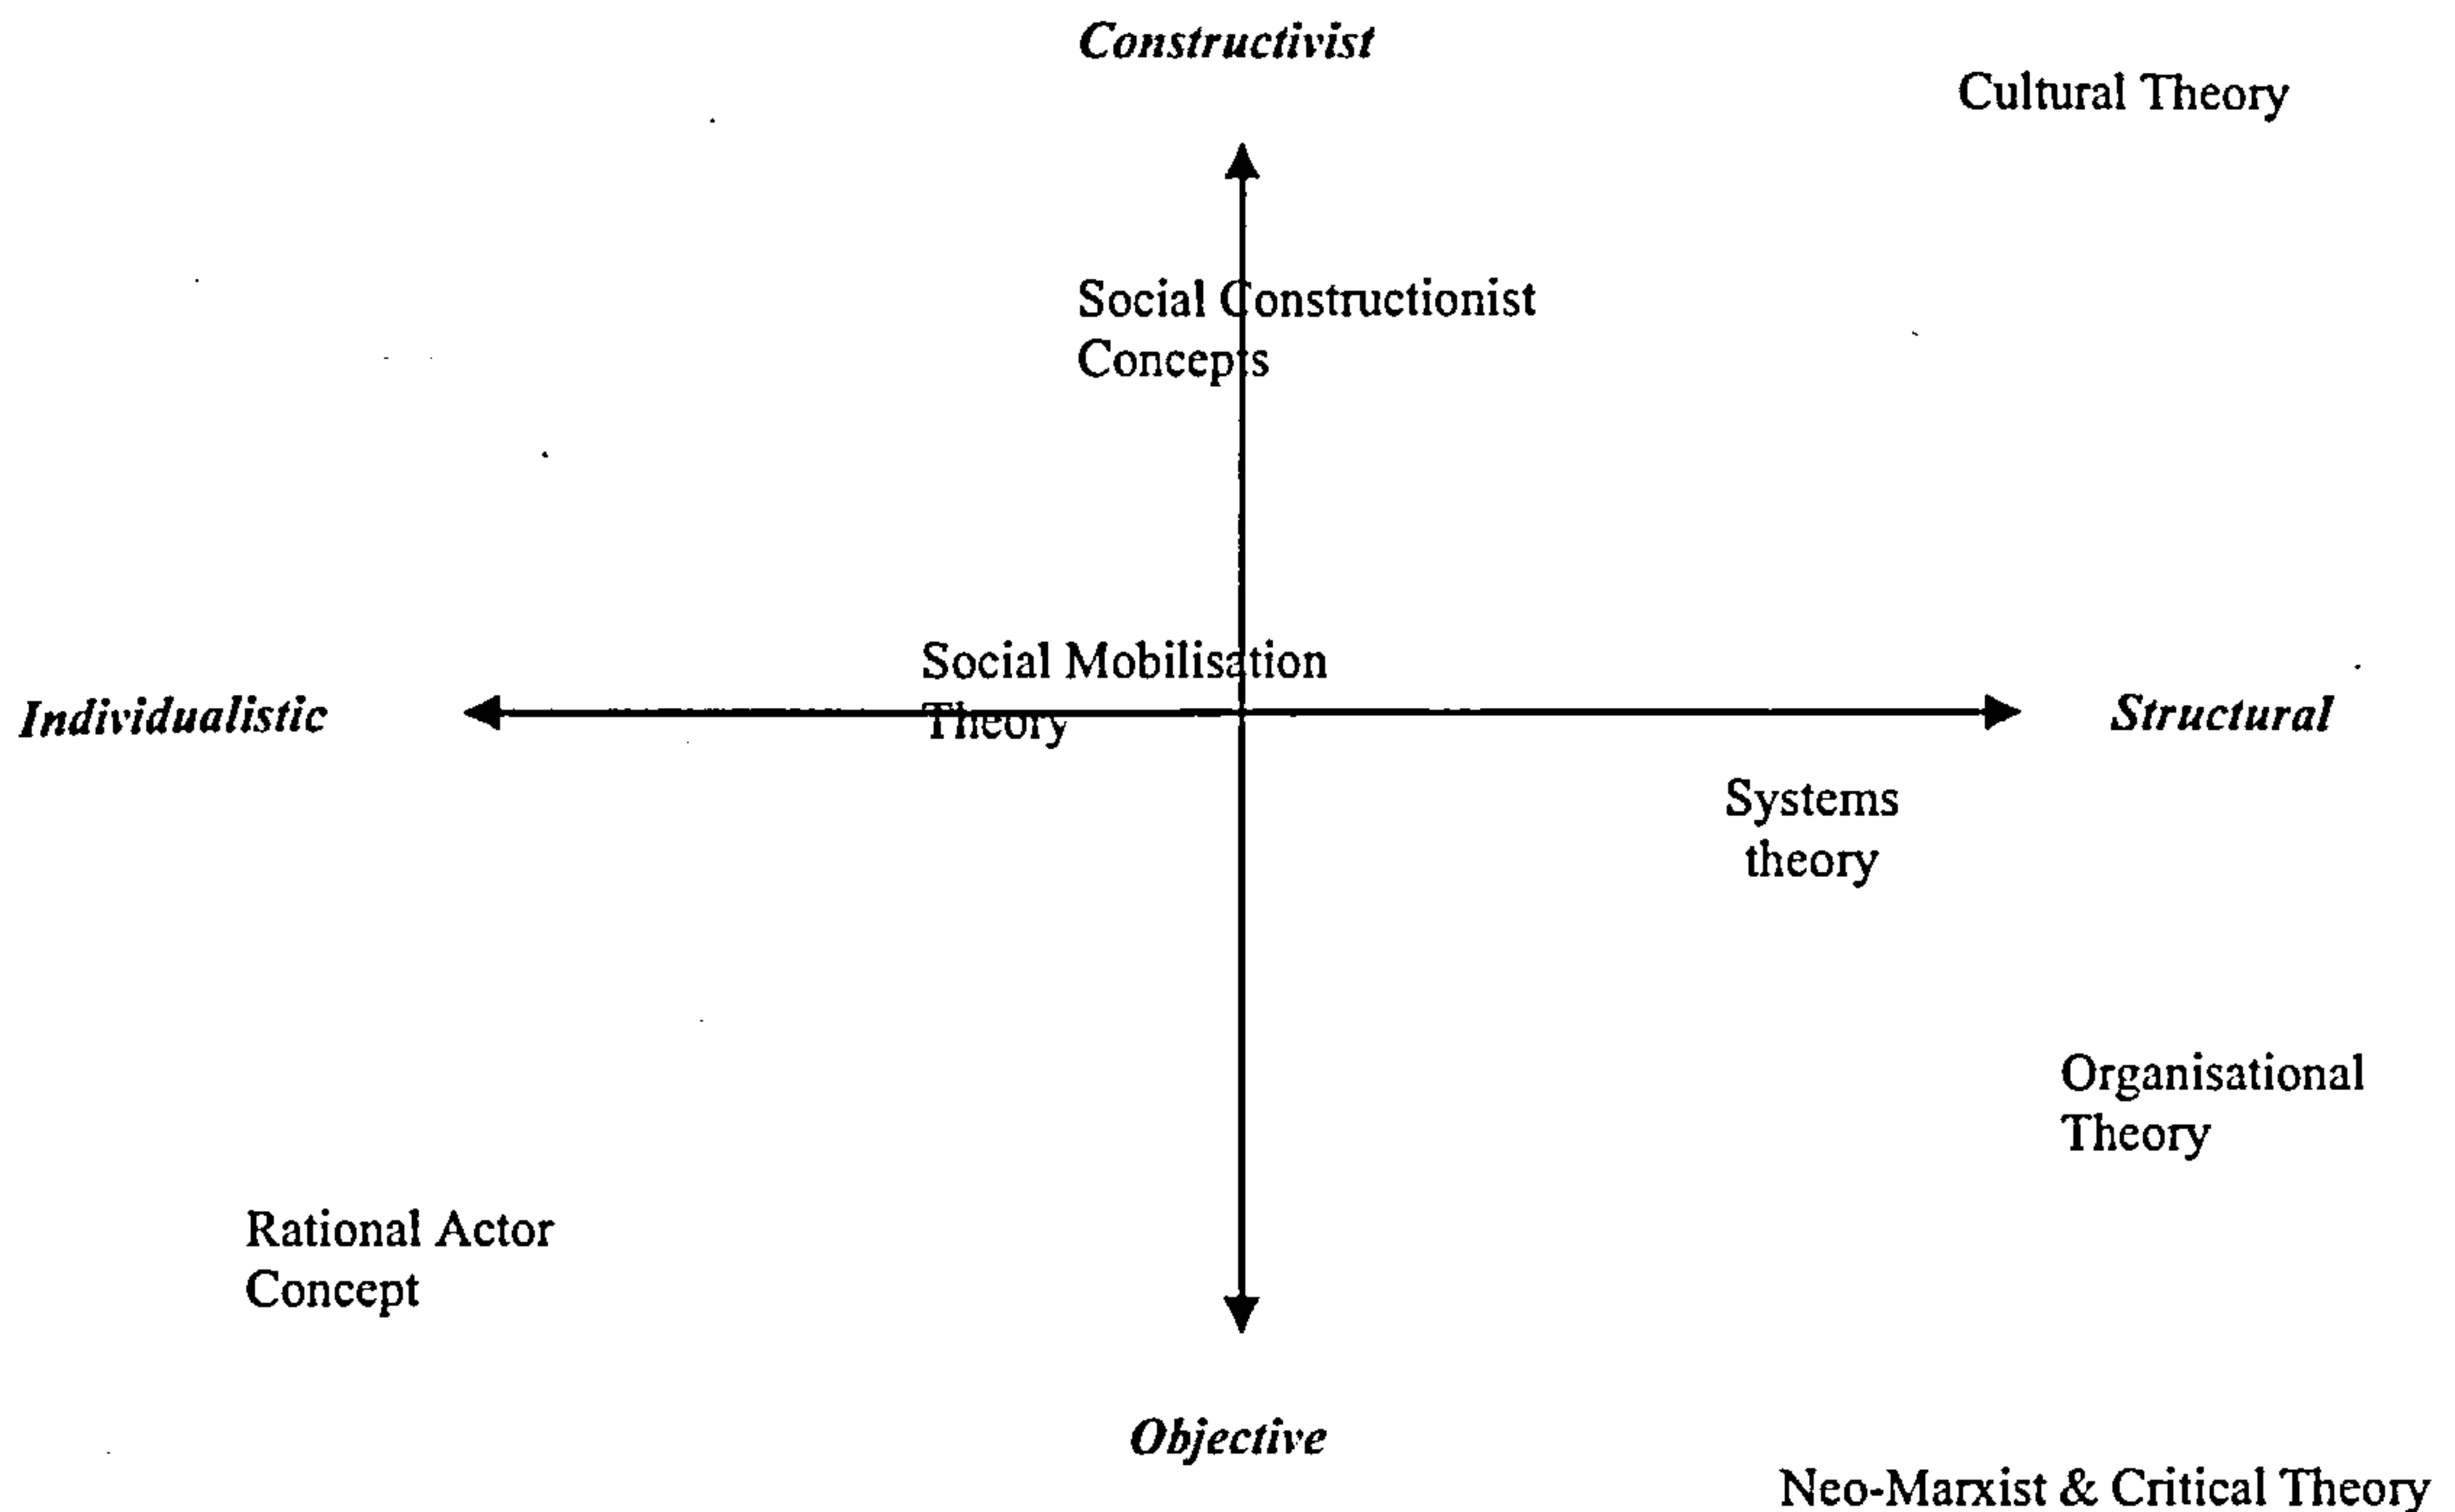 Constructivist
Cultural Theory
Social Constructionist
Concepts
Social Mobilisation
Theory
Individualistic
Structural
Systems
theory
Organisational
Theory
Rational Actor
Concept
Objective
Neo-Marxist & Critical Theory